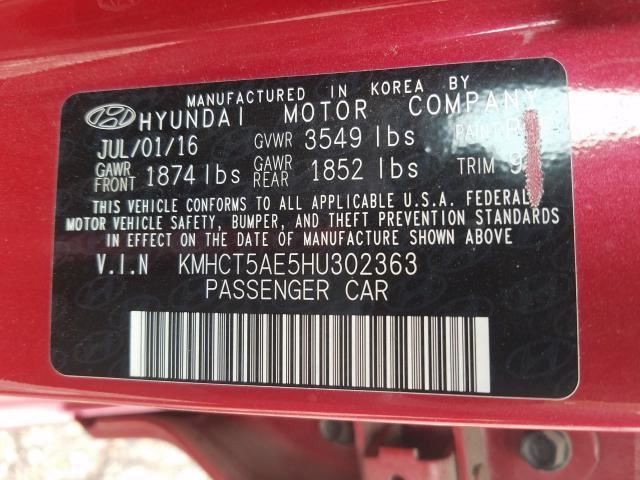 MANUFACTURED IN KOREA BY
HYUNDAI MOTOR COMPANY
JUL/01/16 GVWR 3549 lbs PAINT
GAWR FRONT 1874 lbs GAWR REAR 1852 lbs TRIM 9
THIS VEHICLE CONFORMS TO ALL APPLICABLE U.S.A. FEDERAL
MOTOR VEHICLE SAFETY, BUMPER, AND THEFT PREVENTION STANDARDS
IN EFFECT ON THE DATE OF MANUFACTURE SHOWN ABOVE.
V.I.N KMHCT5AE5HU302363
PASSENGER CAR